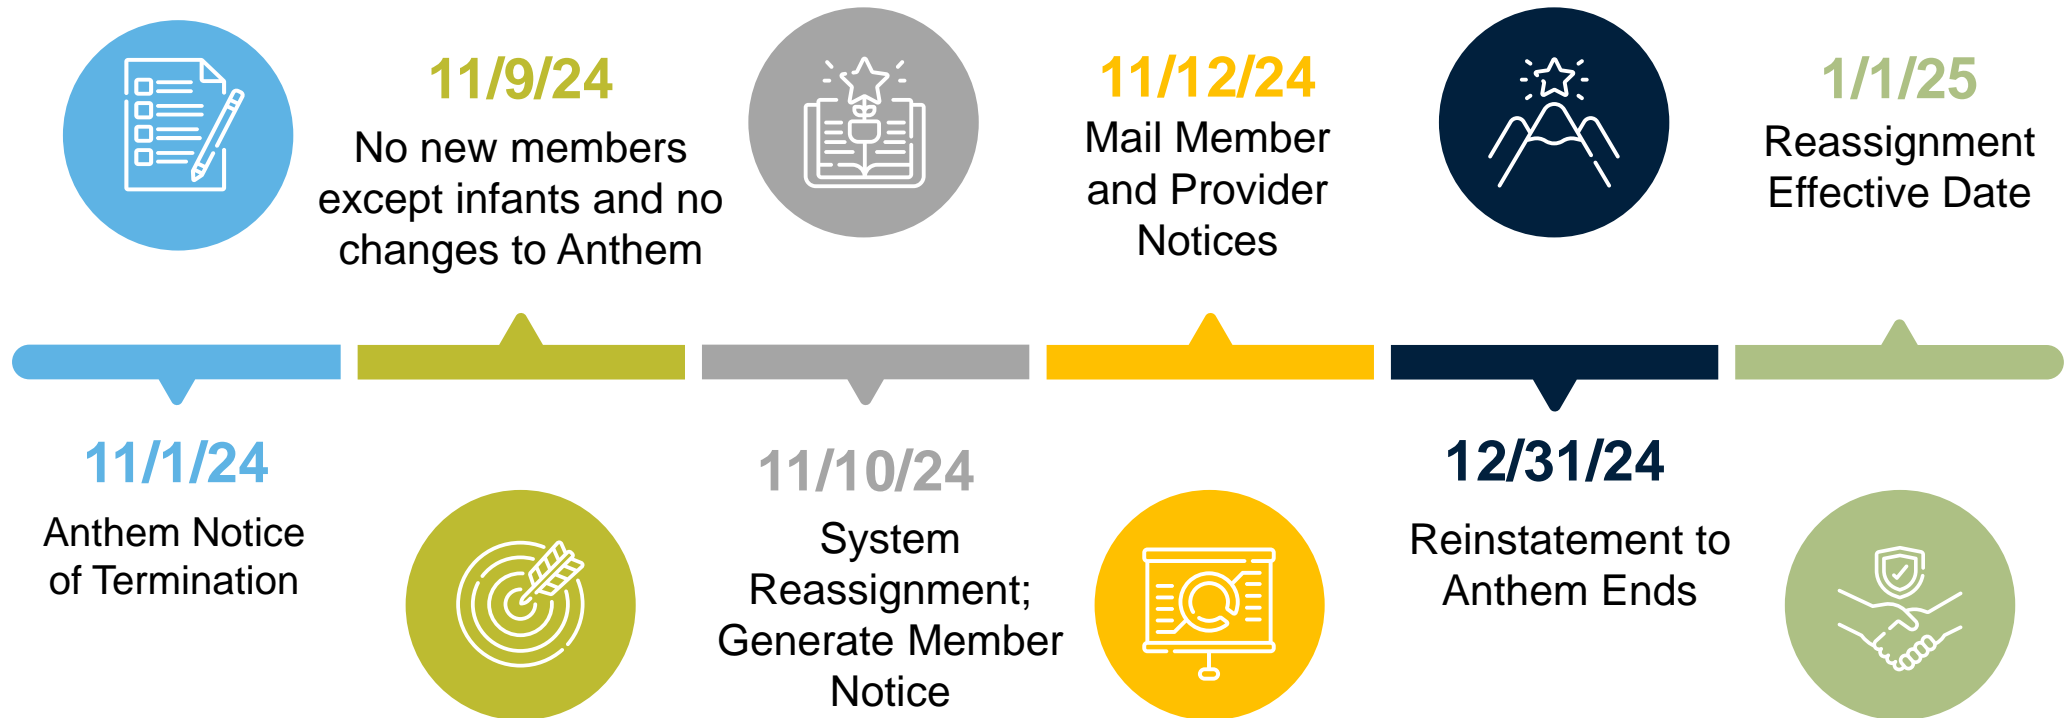 11/1/24
Anthem Notice
of Termination
11/9/24
No new members
except infants and no
changes to Anthem
11/10/24
System
Reassignment;
Generate Member
Notice
11/12/24
Mail Member
and Provider
Notices
12/31/24
Reinstatement to
Anthem Ends
1/1/25
Reassignment
Effective Date